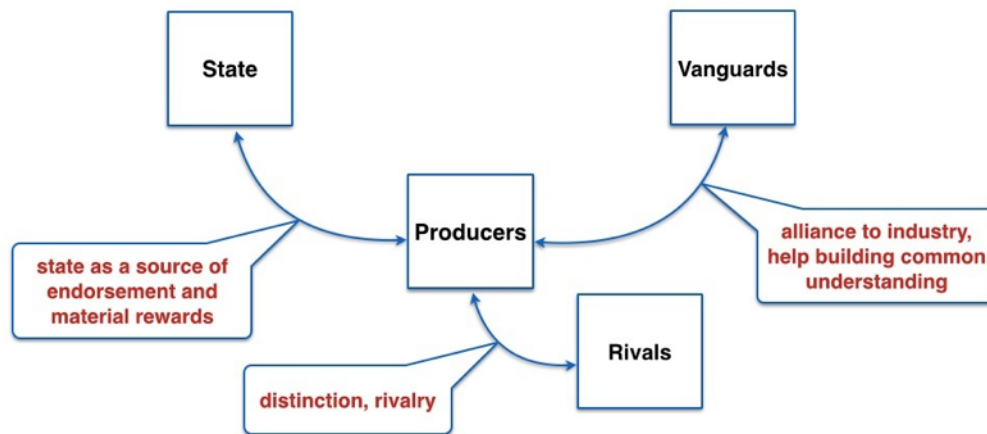 State
Vanguards
Producers
state as a source of
endorsement and
material rewards
alliance to industry,
help building common
understanding
Rivals
distinction, rivalry